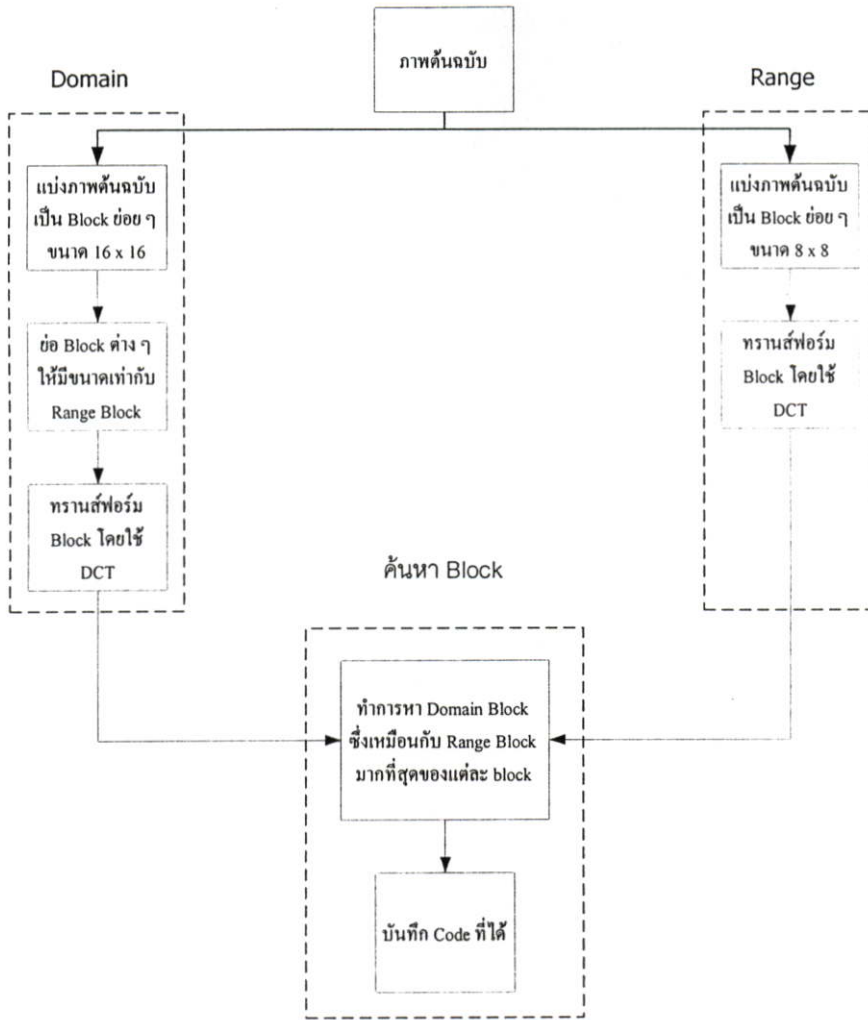 ภาพต้นฉบับ
Domain
Range
แบ่งภาพต้นฉบับ
เป็น Block ย่อย ๆ
ขนาด 16 x 16
แบ่งภาพต้นฉบับ
เป็น Block ย่อย ๆ
ขนาด 8 x 8
ย่อ Block ต่าง ๆ
ให้มีขนาดเท่ากับ
Range Block
ทรานส์ฟอร์ม
Block โดยใช้
DCT
ทรานส์ฟอร์ม
Block โดยใช้
DCT
ค้นหา Block
ทำการหา Domain Block
ซึ่งเหมือนกับ Range Block
มากที่สุดของแต่ละ block
บันทึก Code ที่ได้